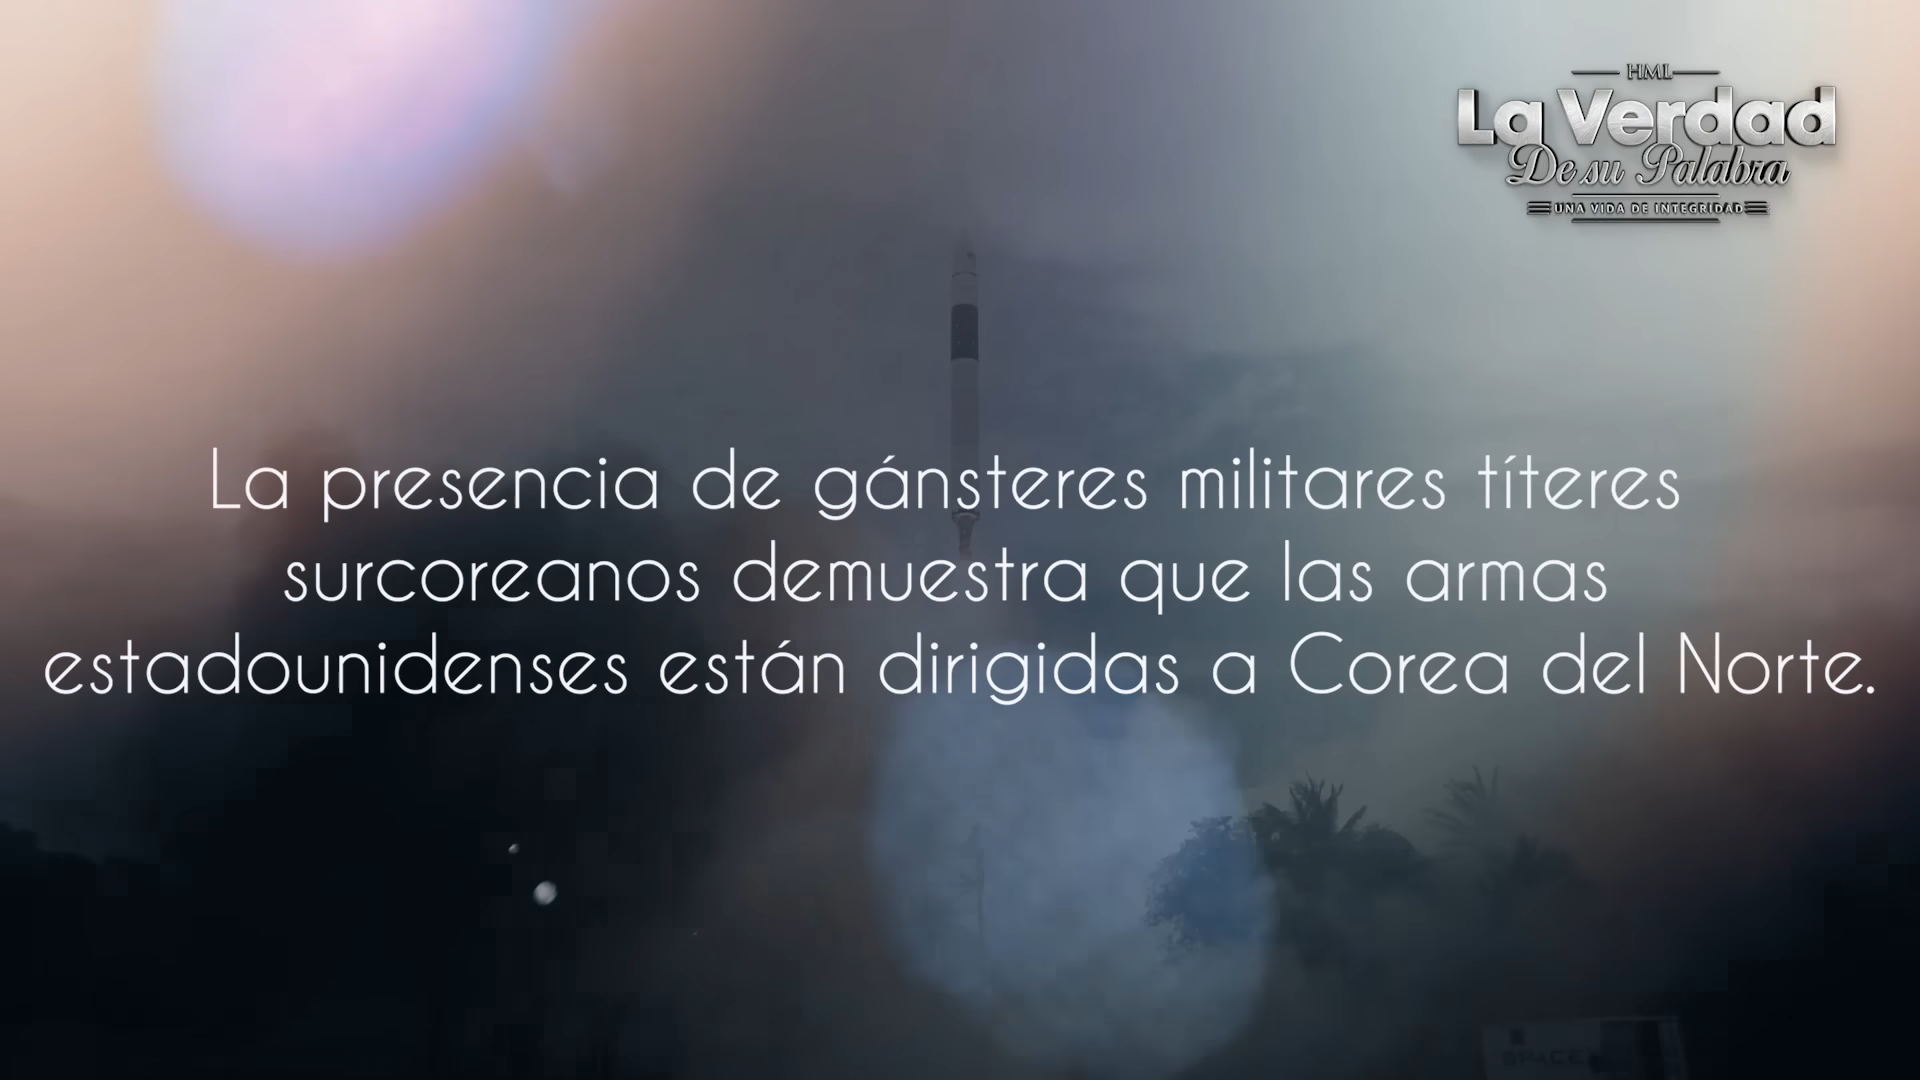 HML
La Verdad
De su Palabra
UNA VIDA DE INTEGRIDAD
La presencia de gánsteres militares títeres
surcoreanos demuestra que las armas
estadounidenses están dirigidas a Corea del Norte.
SPACE